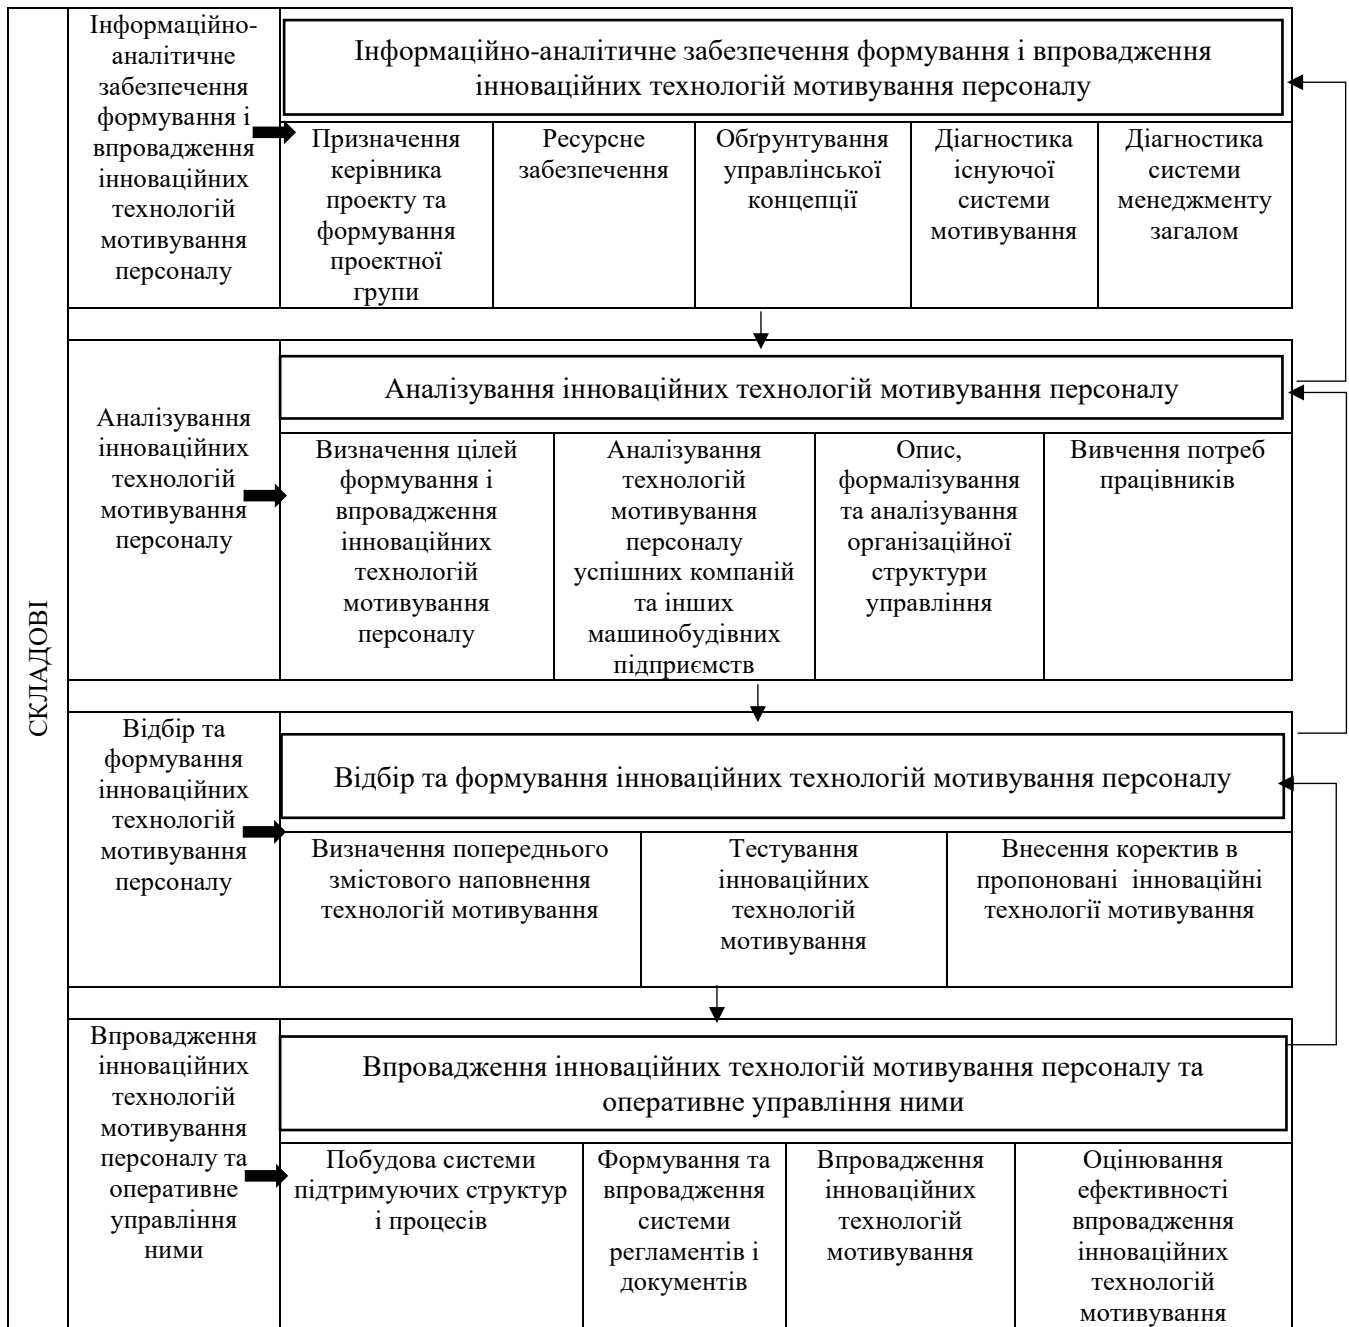 СКЛАДОВІ
Інформаційно-
аналітичне
забезпечення
формування і
впровадження
інноваційних
технологій
мотивування
персоналу
Інформаційно-аналітичне забезпечення формування і впровадження
інноваційних технологій мотивування персоналу
Призначення
керівника
проекту та
формування
проектної
групи
Ресурсне
забезпечення
Обґрунтування
управлінської
концепції
Діагностика
існуючої
системи
мотивування
Діагностика
системи
менеджменту
загалом
Аналізування
інноваційних
технологій
мотивування
персоналу
Аналізування інноваційних технологій мотивування персоналу
Визначення цілей
формування і
впровадження
інноваційних
технологій
мотивування
персоналу
Аналізування
технологій
мотивування
персоналу
успішних компаній
та інших
машинобудівних
підприємств
Опис,
формалізування
та аналізування
організаційної
структури
управління
Вивчення потреб
працівників
Відбір та
формування
інноваційних
технологій
мотивування
персоналу
Відбір та формування інноваційних технологій мотивування персоналу
Визначення попереднього
змістового наповнення
технологій мотивування
Тестування
інноваційних
технологій
мотивування
Внесення коректив в
пропоновані інноваційні
технології мотивування
Впровадження
інноваційних
технологій
мотивування
персоналу та
оперативне
управління
ними
Впровадження інноваційних технологій мотивування персоналу та
оперативне управління ними
Побудова системи
підтримуючих структур
і процесів
Формування та
впровадження
системи
регламентів і
документів
Впровадження
інноваційних
технологій
мотивування
Оцінювання
ефективності
впровадження
інноваційних
технологій
мотивування